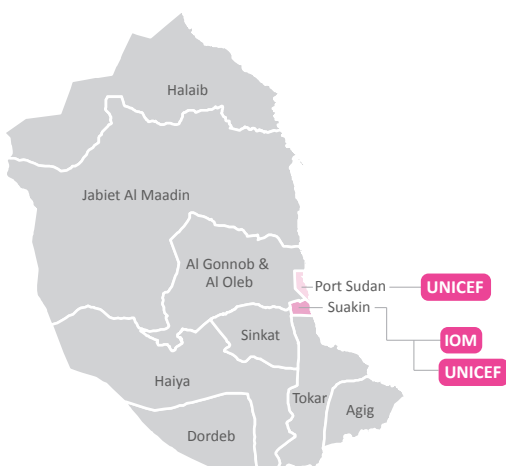 Halaib
Jabiet Al Maadin
Al Gonnob &
Al Oleb
Port Sudan
UNICEF
Suakin
IOM
UNICEF
Sinkat
Haiya
Tokar
Agig
Dordeb